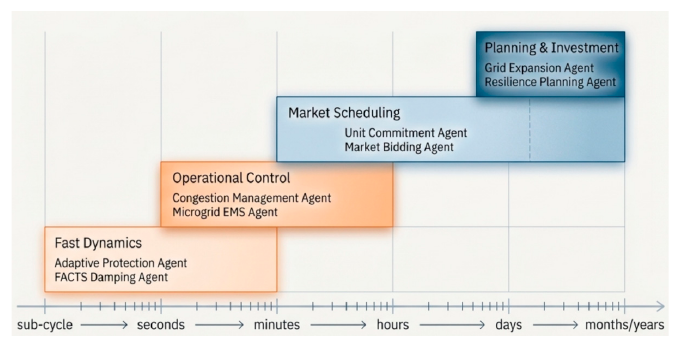 Planning & Investment
Grid Expansion Agent
Resilience Planning Agent
Market Scheduling
Unit Commitment Agent
Market Bidding Agent
Operational Control
Congestion Management Agent
Microgrid EMS Agent
Fast Dynamics
Adaptive Protection Agent
FACTS Damping Agent
sub-cycle → seconds → minutes → hours → days → months/years